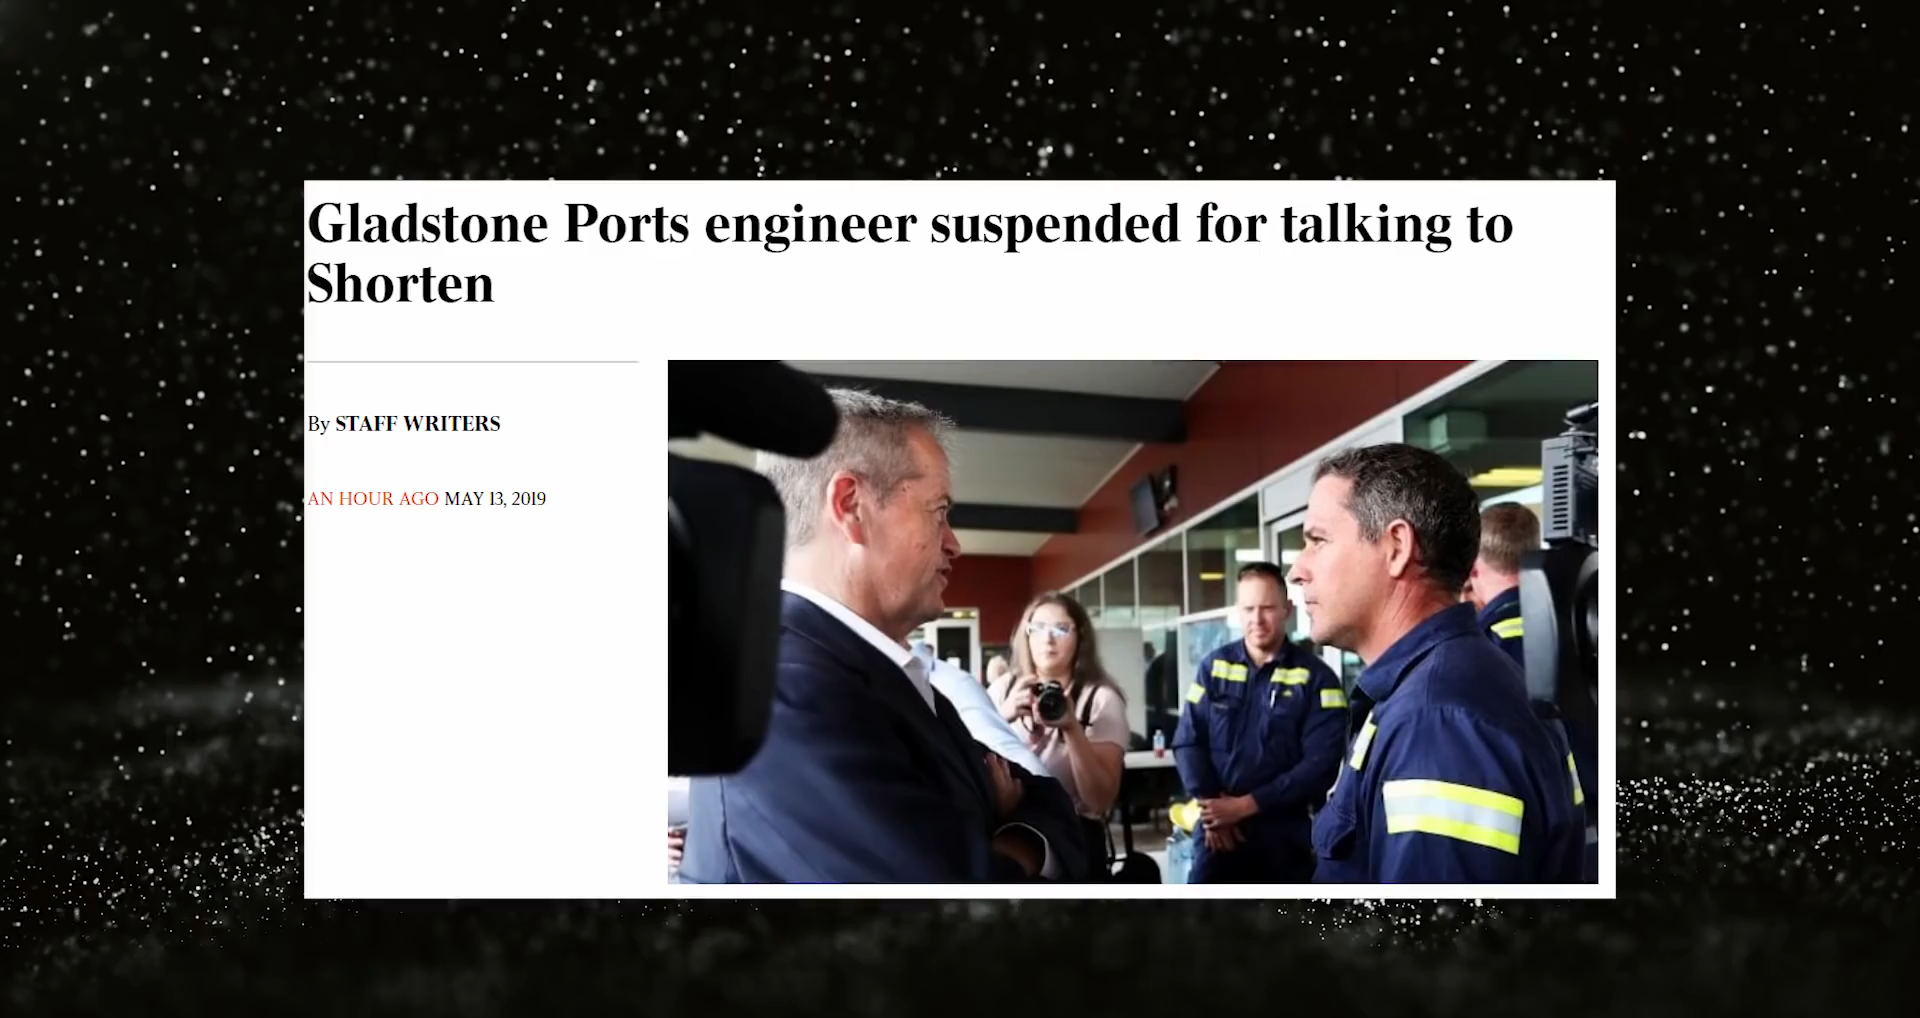 Gladstone Ports engineer suspended for talking to
Shorten
By STAFF WRITERS
AN HOUR AGO MAY 13, 2019